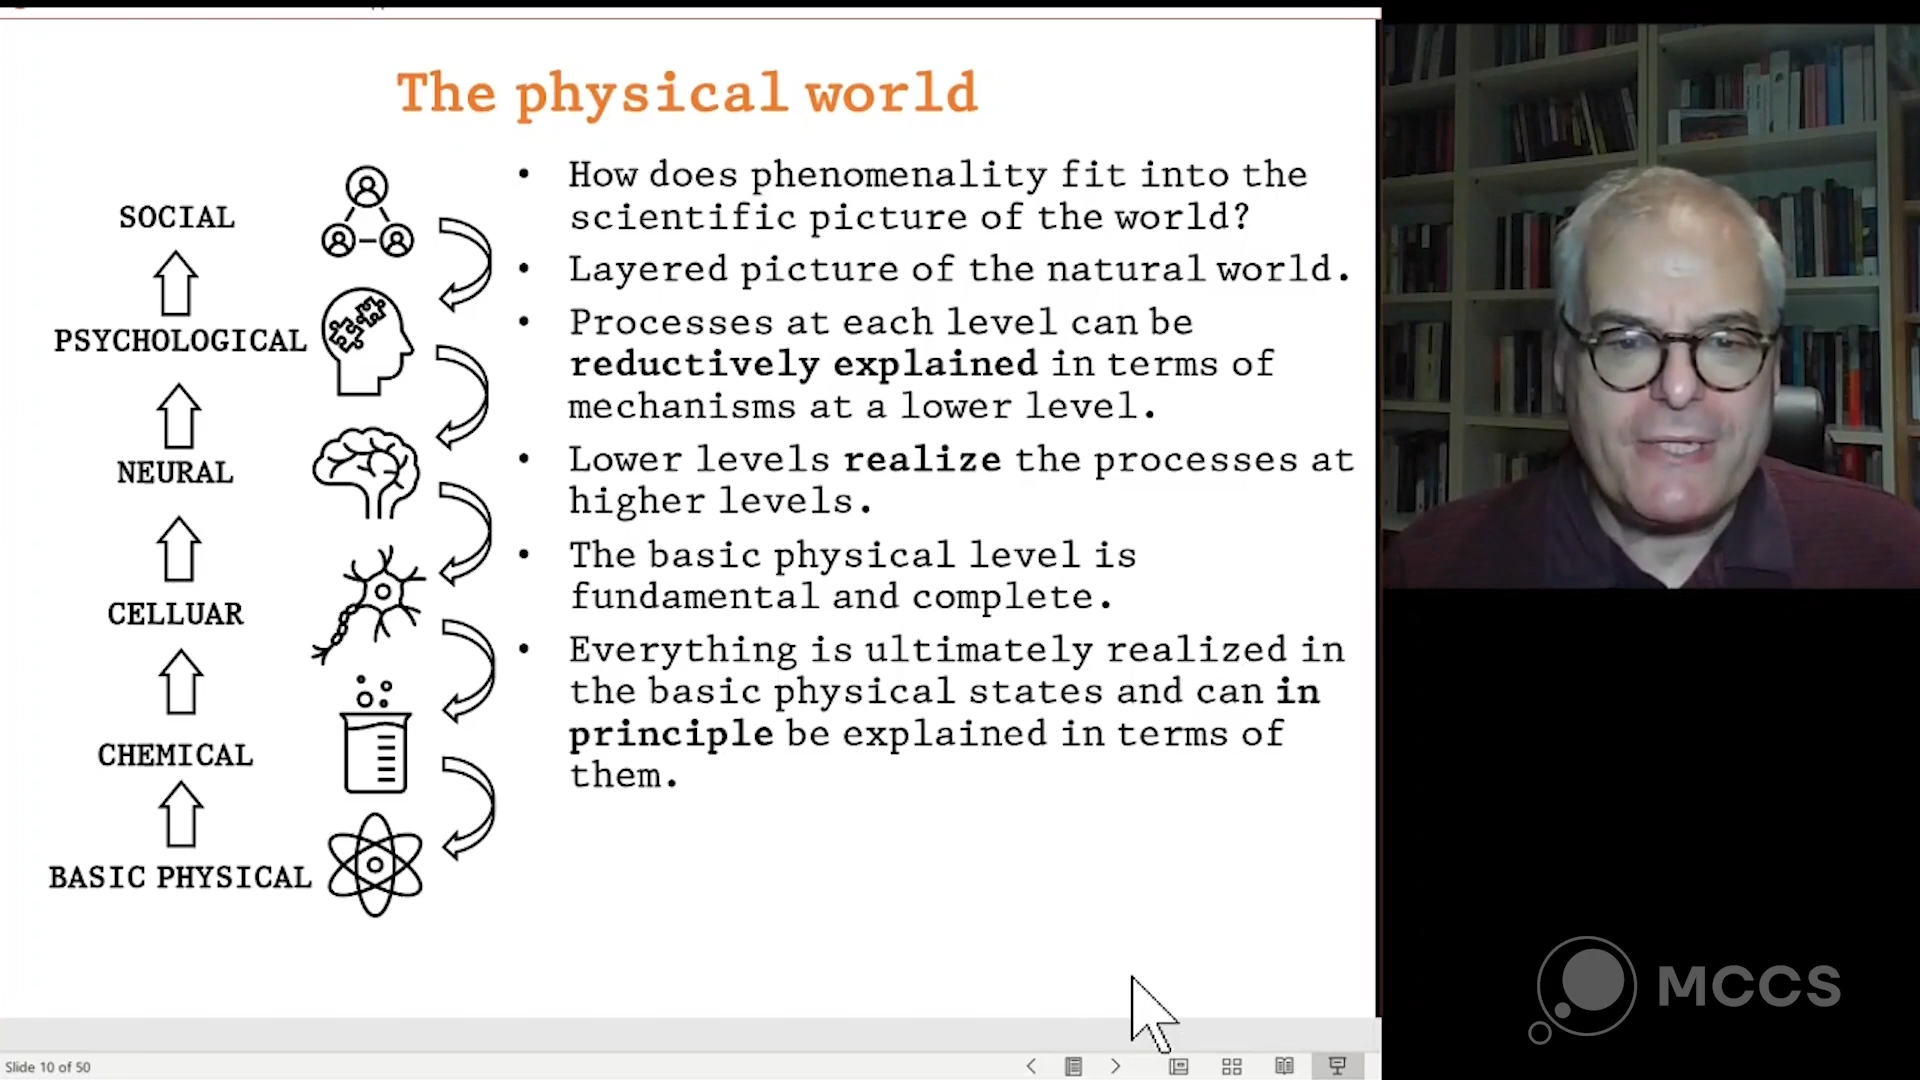 The physical world
SOCIAL
PSYCHOLOGICAL
NEURAL
CELLUAR
CHEMICAL
BASIC PHYSICAL
• How does phenomenality fit into the
scientific picture of the world?
• Layered picture of the natural world.
• Processes at each level can be
reductively explained in terms of
mechanisms at a lower level.
• Lower levels realize the processes at
higher levels.
• The basic physical level is
fundamental and complete.
• Everything is ultimately realized in
the basic physical states and can in
principle be explained in terms of
them.
MCCS
Slide 10 of 50